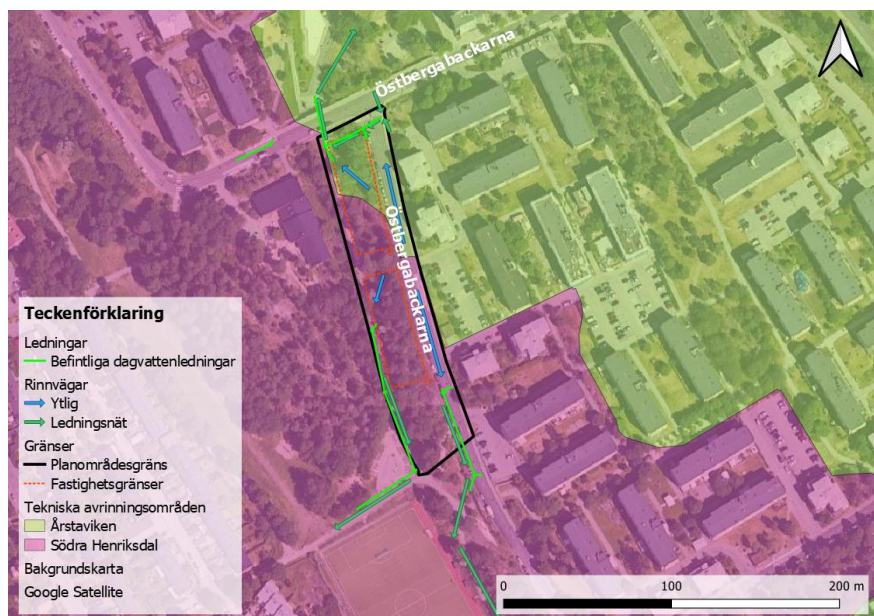 Östbergabackarna
Östbergabackarna
Teckenförklaring
Ledningar
Befintliga dagvattenledningar
Rinnvägar
Ytlig
Ledningsnät
Gränser
Planområdesgräns
Fastighetsgränser
Tekniska avrinningsområden
Årstaviken
Södra Henriksdal
Bakgrundskarta
Google Satellite
0 100 200 m